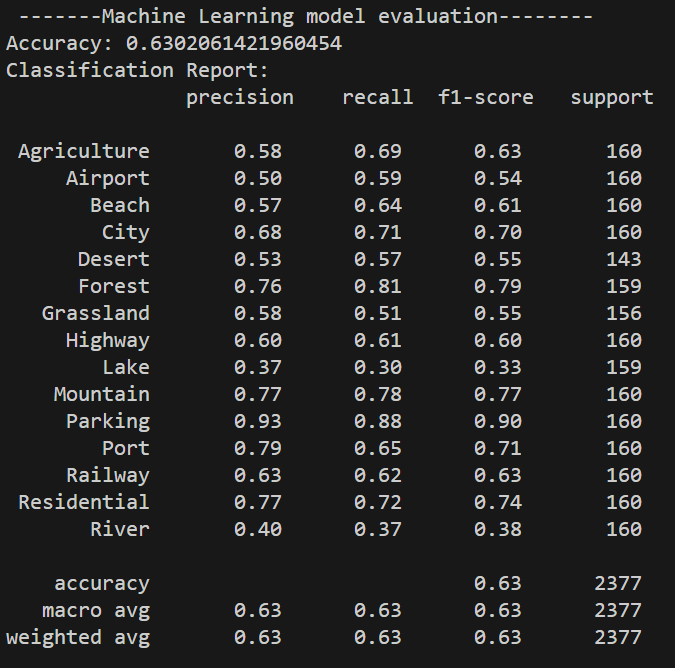 -------Machine Learning model evaluation--------
Accuracy: 0.6302061421960454
Classification Report:
precision recall f1-score support
Agriculture 0.58 0.69 0.63 160
Airport 0.50 0.59 0.54 160
Beach 0.57 0.64 0.61 160
City 0.68 0.71 0.70 160
Desert 0.53 0.57 0.55 143
Forest 0.76 0.81 0.79 159
Grassland 0.58 0.51 0.55 156
Highway 0.60 0.61 0.60 160
Lake 0.37 0.30 0.33 159
Mountain 0.77 0.78 0.77 160
Parking 0.93 0.88 0.90 160
Port 0.79 0.65 0.71 160
Railway 0.63 0.62 0.63 160
Residential 0.77 0.72 0.74 160
River 0.40 0.37 0.38 160
accuracy 0.63 2377
macro avg 0.63 0.63 0.63 2377
weighted avg 0.63 0.63 0.63 2377